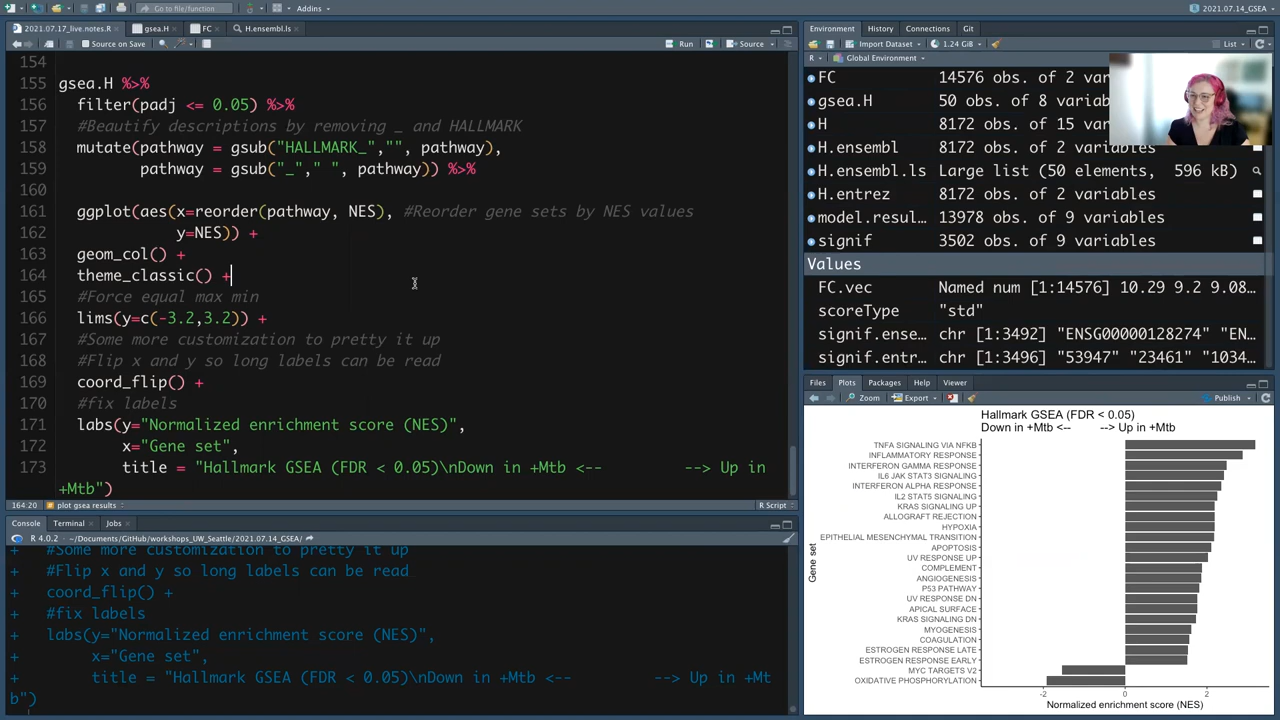 Go to file/function
Addins
2021.07.14_GSEA
2021.07.17_live.notes.R
gsea.H
FC
H.ensembl.ls
Source on Save
Run
Source
154
155 gsea.H %>%
156 filter(padj <= 0.05) %>%
157 #Beautify descriptions by removing _ and HALLMARK
158 mutate(pathway = gsub("HALLMARK_","", pathway),
159 pathway = gsub("_"," ", pathway)) %>%
160
161 ggplot(aes(x=reorder(pathway, NES), #Reorder gene sets by NES values
162 y=NES)) +
163 geom_col() +
164 theme_classic() +
165 #Force equal max min
166 lims(y=c(-3.2,3.2)) +
167 #Some more customization to pretty it up
168 #Flip x and y so long labels can be read
169 coord_flip() +
170 #fix labels
171 labs(y="Normalized enrichment score (NES)",
172 x="Gene set",
173 title = "Hallmark GSEA (FDR < 0.05)\nDown in +Mtb <-- --> Up in
+Mtb")
164:20
plot gsea results
R Script
Console
Terminal
Jobs
R 4.0.2 · ~/Documents/GitHub/workshops_UW_Seattle/2021.07.14_GSEA/
+ #Some more customization to pretty it up
+ #Flip x and y so long labels can be read
+ coord_flip() +
+ #fix labels
+ labs(y="Normalized enrichment score (NES)",
+ x="Gene set",
+ title = "Hallmark GSEA (FDR < 0.05)\nDown in +Mtb <-- --> Up in +Mt
b")
Environment
History
Connections
Git
Import Dataset
1.24 GiB
List
R
Global Environment
FC 14576 obs. of 2 variables
gsea.H 50 obs. of 8 variables
H 8172 obs. of 15 variables
H.ensembl 8172 obs. of 2 variables
H.ensembl.ls Large list (50 elements, 596 kB)
H.entrez 8172 obs. of 2 variables
model.resul… 13978 obs. of 9 variables
signif 3502 obs. of 9 variables
Values
FC.vec Named num [1:14576] 10.29 9.2 9.08…
scoreType "std"
signif.ense… chr [1:3492] "ENSG00000128274" "EN…
signif.entr… chr [1:3496] "53947" "23461" "1034…
Files
Plots
Packages
Help
Viewer
Zoom
Export
Publish
Hallmark GSEA (FDR < 0.05)
Down in +Mtb <-- --> Up in +Mtb
TNFA SIGNALING VIA NFKB
INFLAMMATORY RESPONSE
INTERFERON GAMMA RESPONSE
IL6 JAK STAT3 SIGNALING
INTERFERON ALPHA RESPONSE
IL2 STAT5 SIGNALING
KRAS SIGNALING UP
ALLOGRAFT REJECTION
HYPOXIA
EPITHELIAL MESENCHYMAL TRANSITION
APOPTOSIS
UV RESPONSE UP
COMPLEMENT
ANGIOGENESIS
P53 PATHWAY
UV RESPONSE DN
APICAL SURFACE
KRAS SIGNALING DN
MYOGENESIS
COAGULATION
ESTROGEN RESPONSE LATE
ESTROGEN RESPONSE EARLY
MYC TARGETS V2
OXIDATIVE PHOSPHORYLATION
Gene set
-2 0 2
Normalized enrichment score (NES)